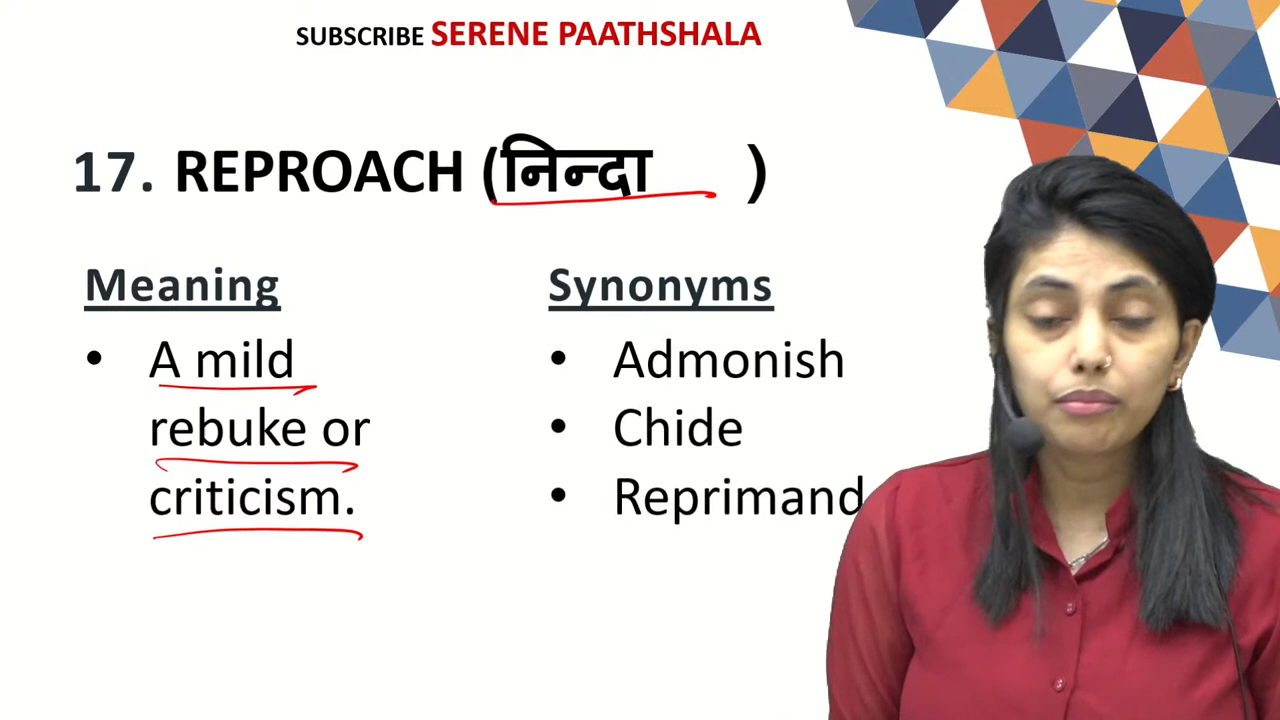 SUBSCRIBE SERENE PAATHSHALA
17. REPROACH (निन्दा )
Meaning
• A mild
rebuke or
criticism.
Synonyms
• Admonish
• Chide
• Reprimand